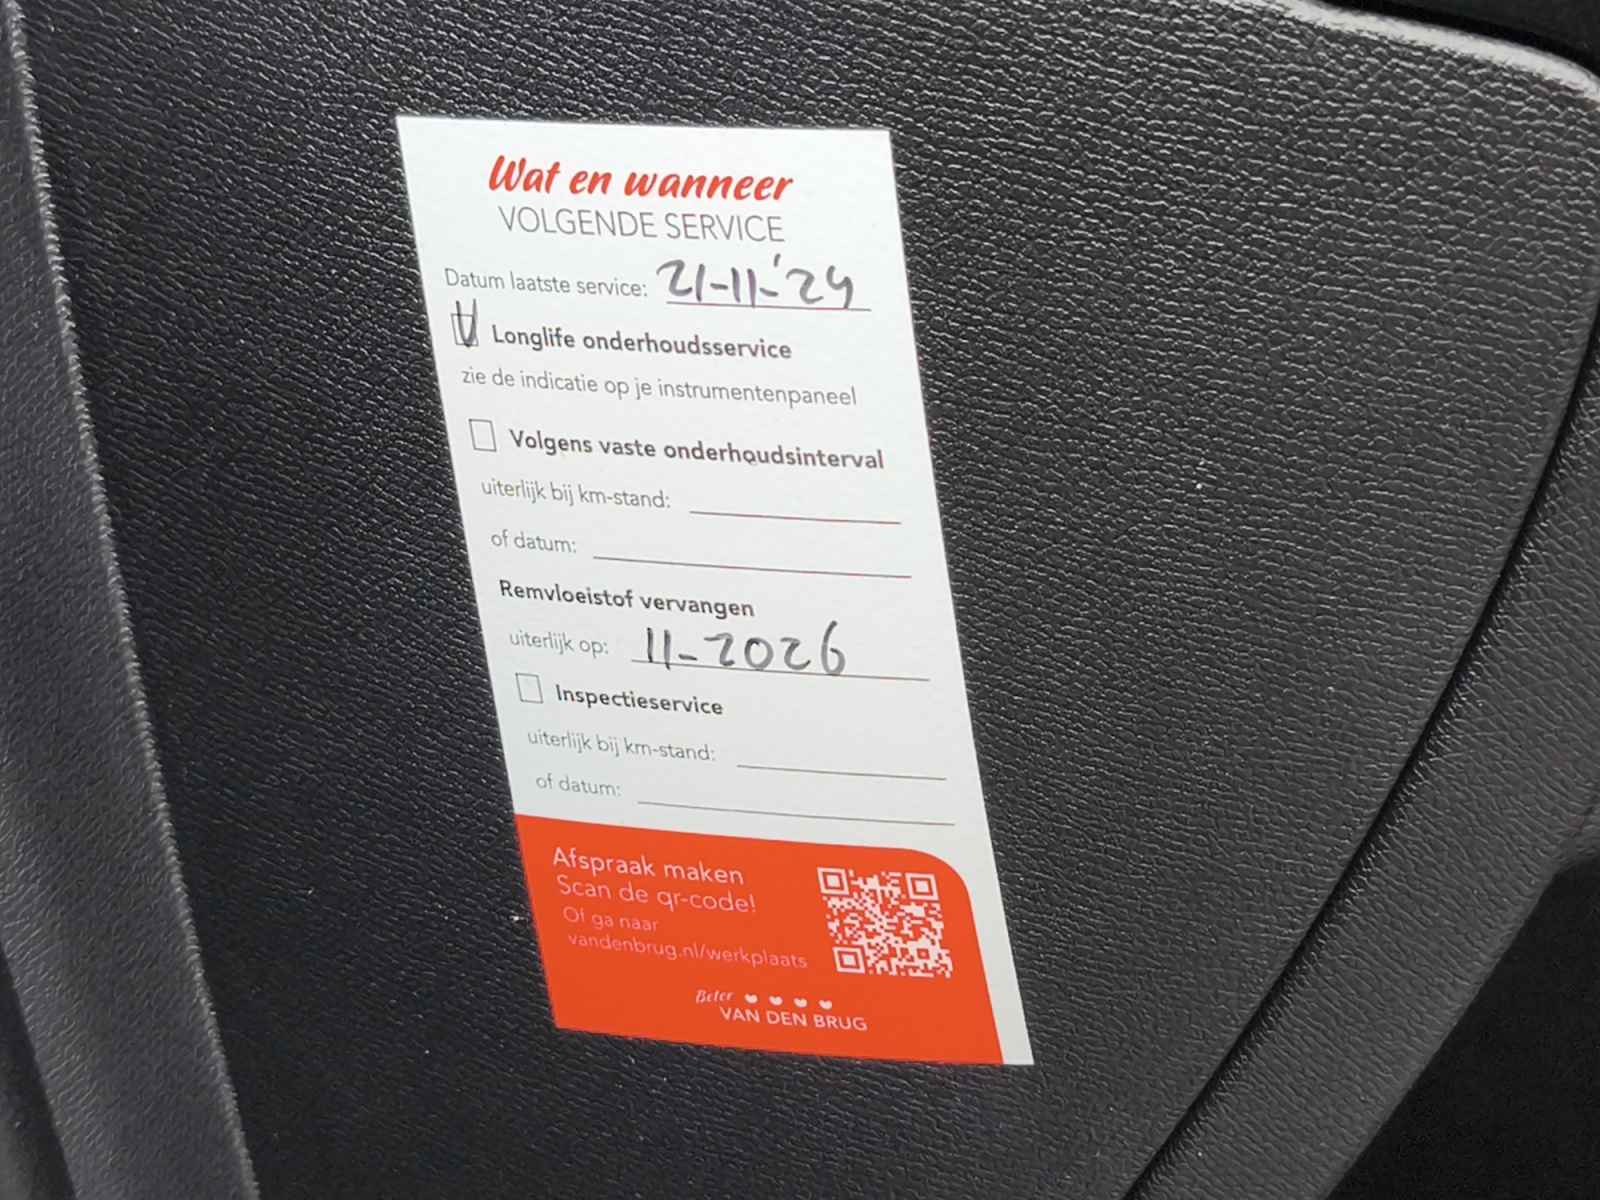 Wat en wanneer
VOLGENDE SERVICE
Datum laatste service: 21-11-'24
Longlife onderhoudsservice
zie de indicatie op je instrumentenpaneel
Volgens vaste onderhoudsinterval
uiterlijk bij km-stand:
of datum:
Remvloeistof vervangen
uiterlijk op: 11-2026
Inspectieservice
uiterlijk bij km-stand:
of datum:
Afspraak maken
Scan de qr-code!
Of ga naar
vandenbrug.nl/werkplaats
Beter
VAN DEN BRUG